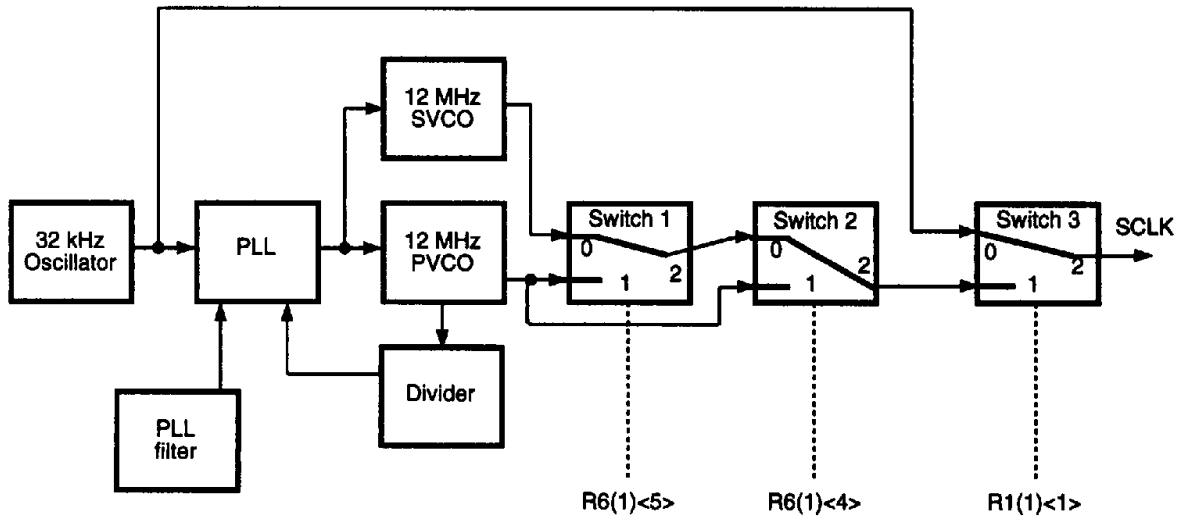 12 MHz
SVCO
32 kHz
Oscillator
PLL
12 MHz
PVCO
Switch 1
0
1
2
Switch 2
0
1
2
Switch 3
0
1
2
SCLK
Divider
PLL
filter
R6(1)<5>
R6(1)<4>
R1(1)<1>